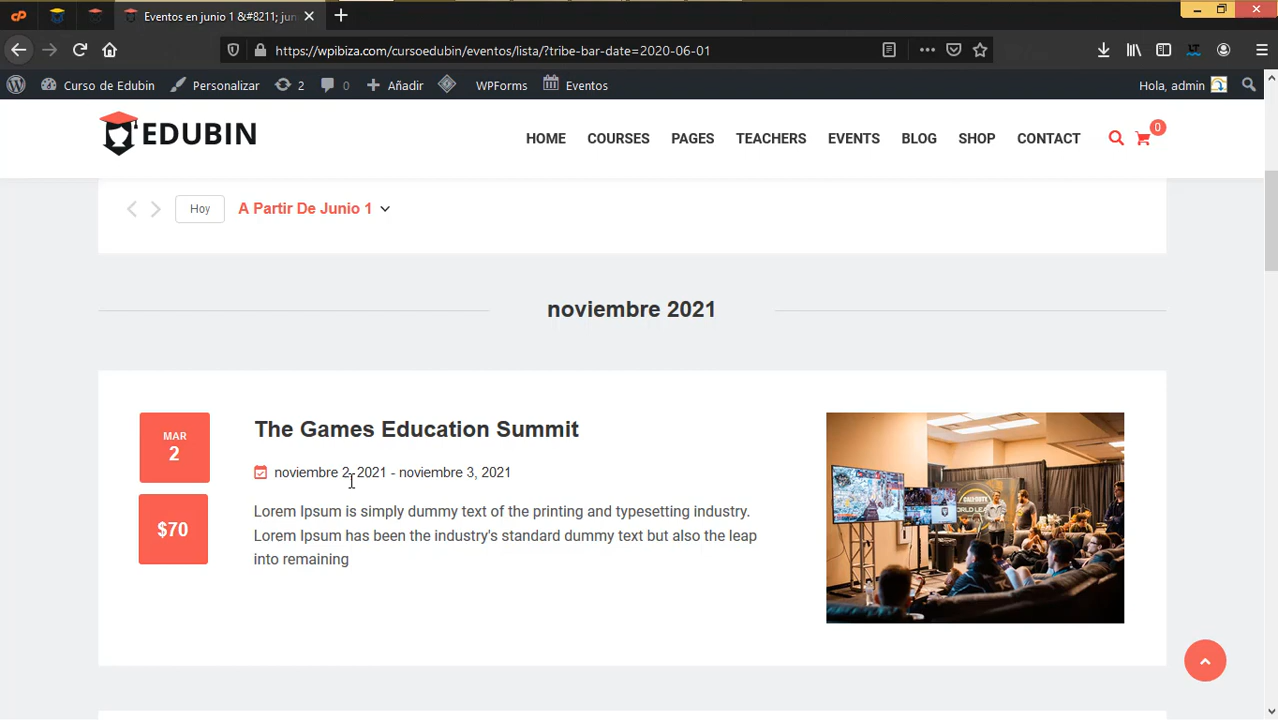 Eventos en junio 1 &#8211; jun
https://wpibiza.com/cursoedubin/eventos/lista/?tribe-bar-date=2020-06-01
Curso de Edubin Personalizar 2 0 Añadir WPForms Eventos Hola, admin
EDUBIN HOME COURSES PAGES TEACHERS EVENTS BLOG SHOP CONTACT 0
Hoy A Partir De Junio 1
noviembre 2021
The Games Education Summit
MAR
2
noviembre 2, 2021 - noviembre 3, 2021
$70
Lorem Ipsum is simply dummy text of the printing and typesetting industry.
Lorem Ipsum has been the industry's standard dummy text but also the leap
into remaining